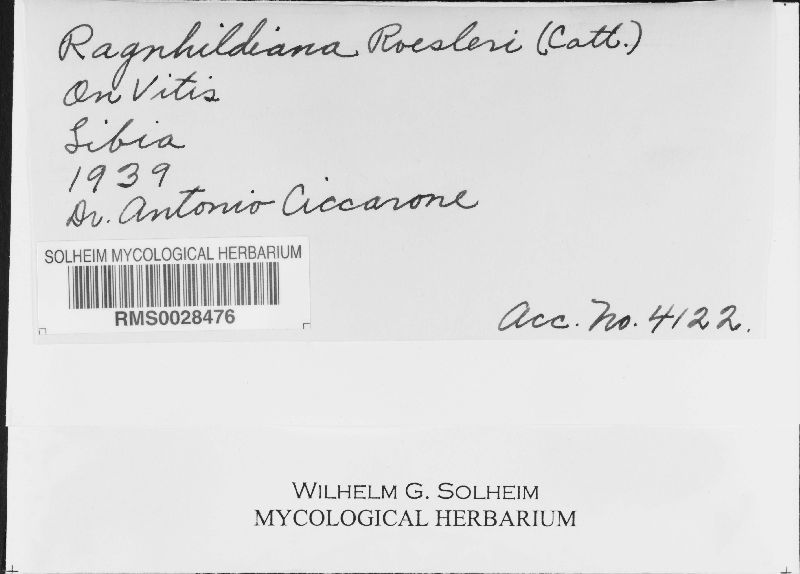 Ragnhildiana Roesleri (Catt.)
On Vitis
Libia
1939
Dr. Antonio Ciccarone
SOLHEIM MYCOLOGICAL HERBARIUM
RMS0028476
Acc. No. 4122.
WILHELM G. SOLHEIM
MYCOLOGICAL HERBARIUM